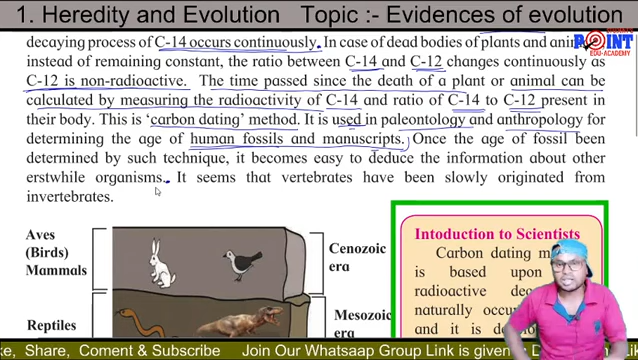 1. Heredity and Evolution Topic :- Evidences of evolution
POINT
EDU-ACADEMY
decaying process of C-14 occurs continuously. In case of dead bodies of plants and
instead of remaining constant, the ratio between C-14 and C-12 changes continuously as
C-12 is non-radioactive. The time passed since the death of a plant or animal can be
calculated by measuring the radioactivity of C-14 and ratio of C-14 to C-12 present in
their body. This is ‘carbon dating’ method. It is used in paleontology and anthropology for
determining the age of human fossils and manuscripts. Once the age of fossil been
determined by such technique, it becomes easy to deduce the information about other
erstwhile organisms. It seems that vertebrates have been slowly originated from
invertebrates.
Aves
(Birds)
Mammals
Reptiles
Cenozoic
era
Mesozoic
era
Intoduction to Scientists
Carbon dating
is based upon
radioactive
naturally
and it is
Share, Coment & Subscribe Join Our Whatsaap Group Link is given